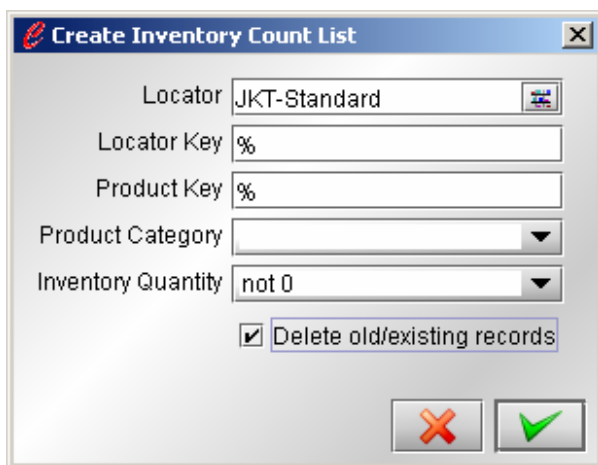 Create Inventory Count List
Locator JKT-Standard
Locator Key %
Product Key %
Product Category
Inventory Quantity not 0
Delete old/existing records